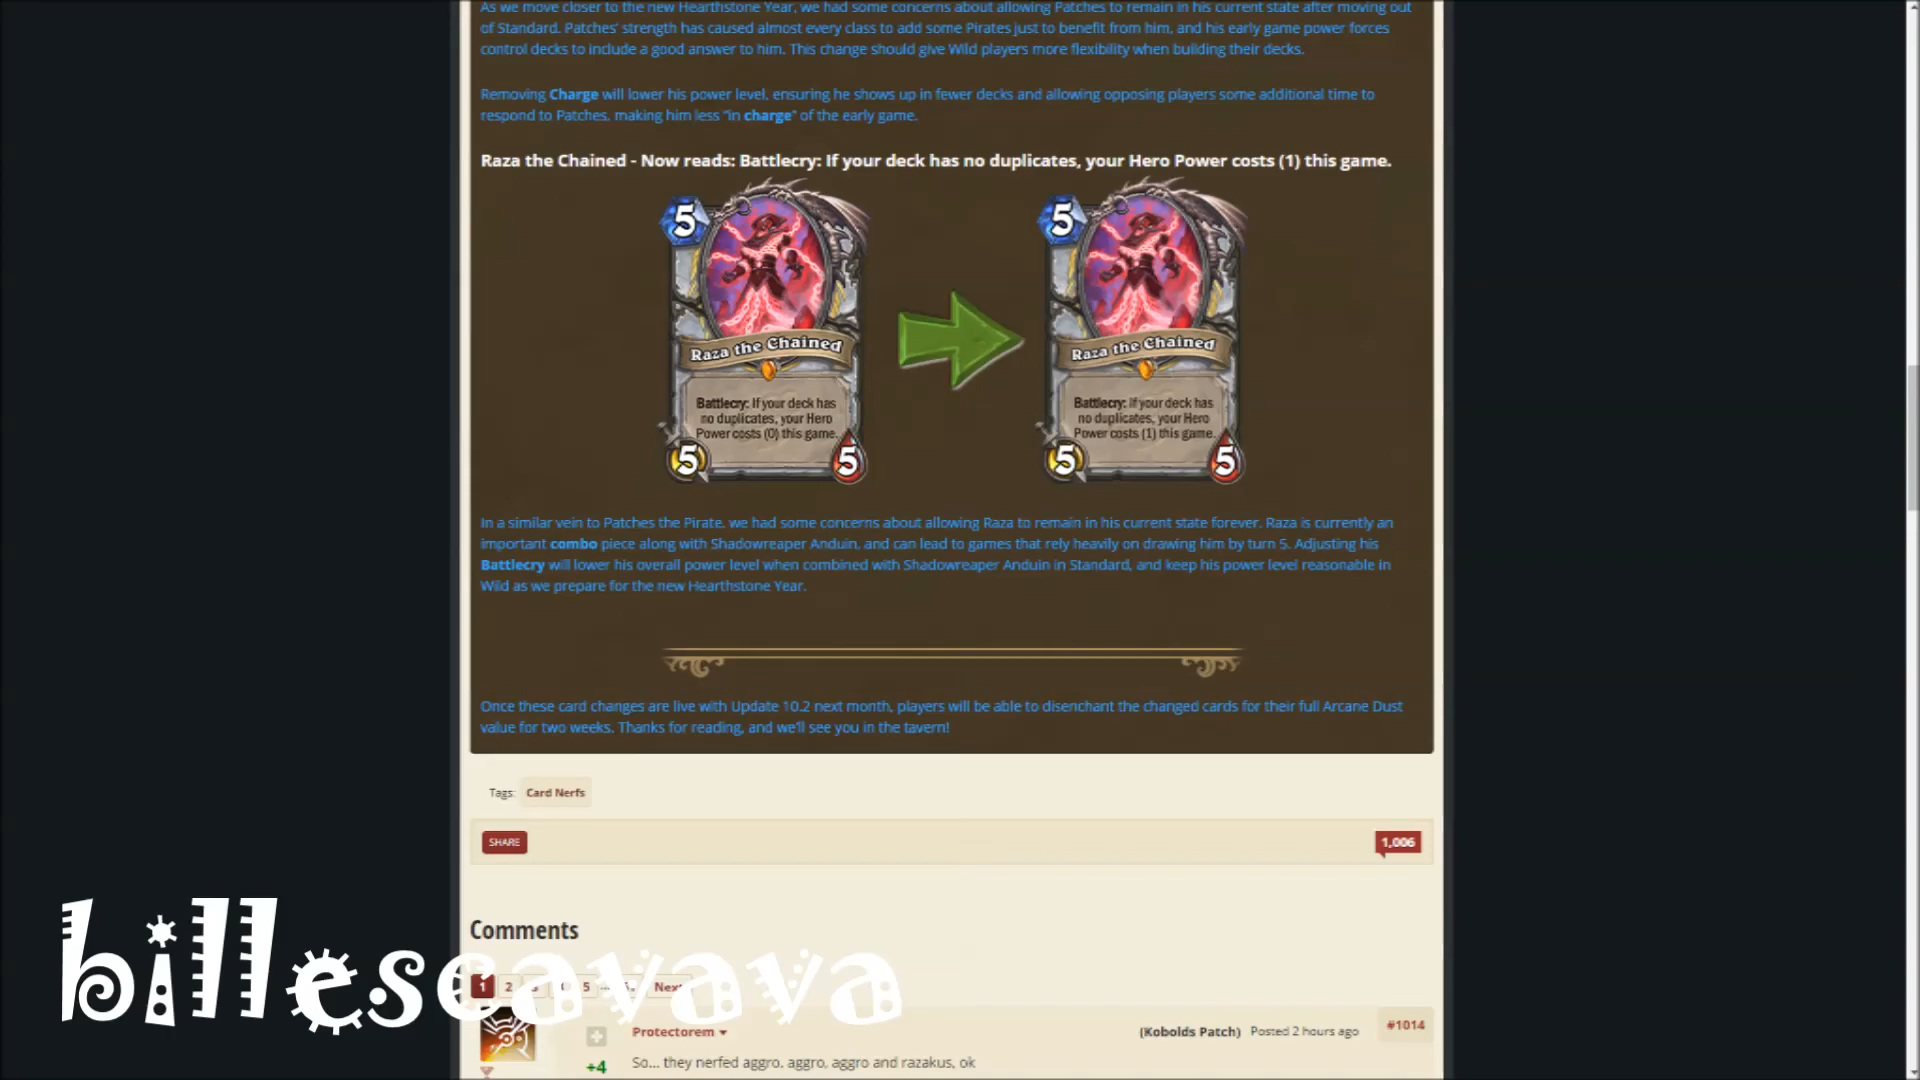 As we move closer to the new Hearthstone Year, we had some concerns about allowing Patches to remain in his current state after moving out
of Standard. Patches' strength has caused almost every class to add some Pirates just to benefit from him, and his early game power forces
control decks to include a good answer to him. This change should give Wild players more flexibility when building their decks.
Removing Charge will lower his power level, ensuring he shows up in fewer decks and allowing opposing players some additional time to
respond to Patches, making him less "in charge" of the early game.
Raza the Chained - Now reads: Battlecry: If your deck has no duplicates, your Hero Power costs (1) this game.
5
Raza the Chained
Battlecry: If your deck has
no duplicates, your Hero
Power costs (0) this game.
5
5
5
Raza the Chained
Battlecry: If your deck has
no duplicates, your Hero
Power costs (1) this game.
5
5
In a similar vein to Patches the Pirate, we had some concerns about allowing Raza to remain in his current state forever. Raza is currently an
important combo piece along with Shadowreaper Anduin, and can lead to games that rely heavily on drawing him by turn 5. Adjusting his
Battlecry will lower his overall power level when combined with Shadowreaper Anduin in Standard, and keep his power level reasonable in
Wild as we prepare for the new Hearthstone Year.
Once these card changes are live with Update 10.2 next month, players will be able to disenchant the changed cards for their full Arcane Dust
value for two weeks. Thanks for reading, and we'll see you in the tavern!
Tags: Card Nerfs
SHARE
1,006
Comments
billescavava
1 2 3 5 ... Next
Protectorem
(Kobolds Patch) Posted 2 hours ago
#1014
+4
So... they nerfed aggro, aggro, aggro and razakus, ok